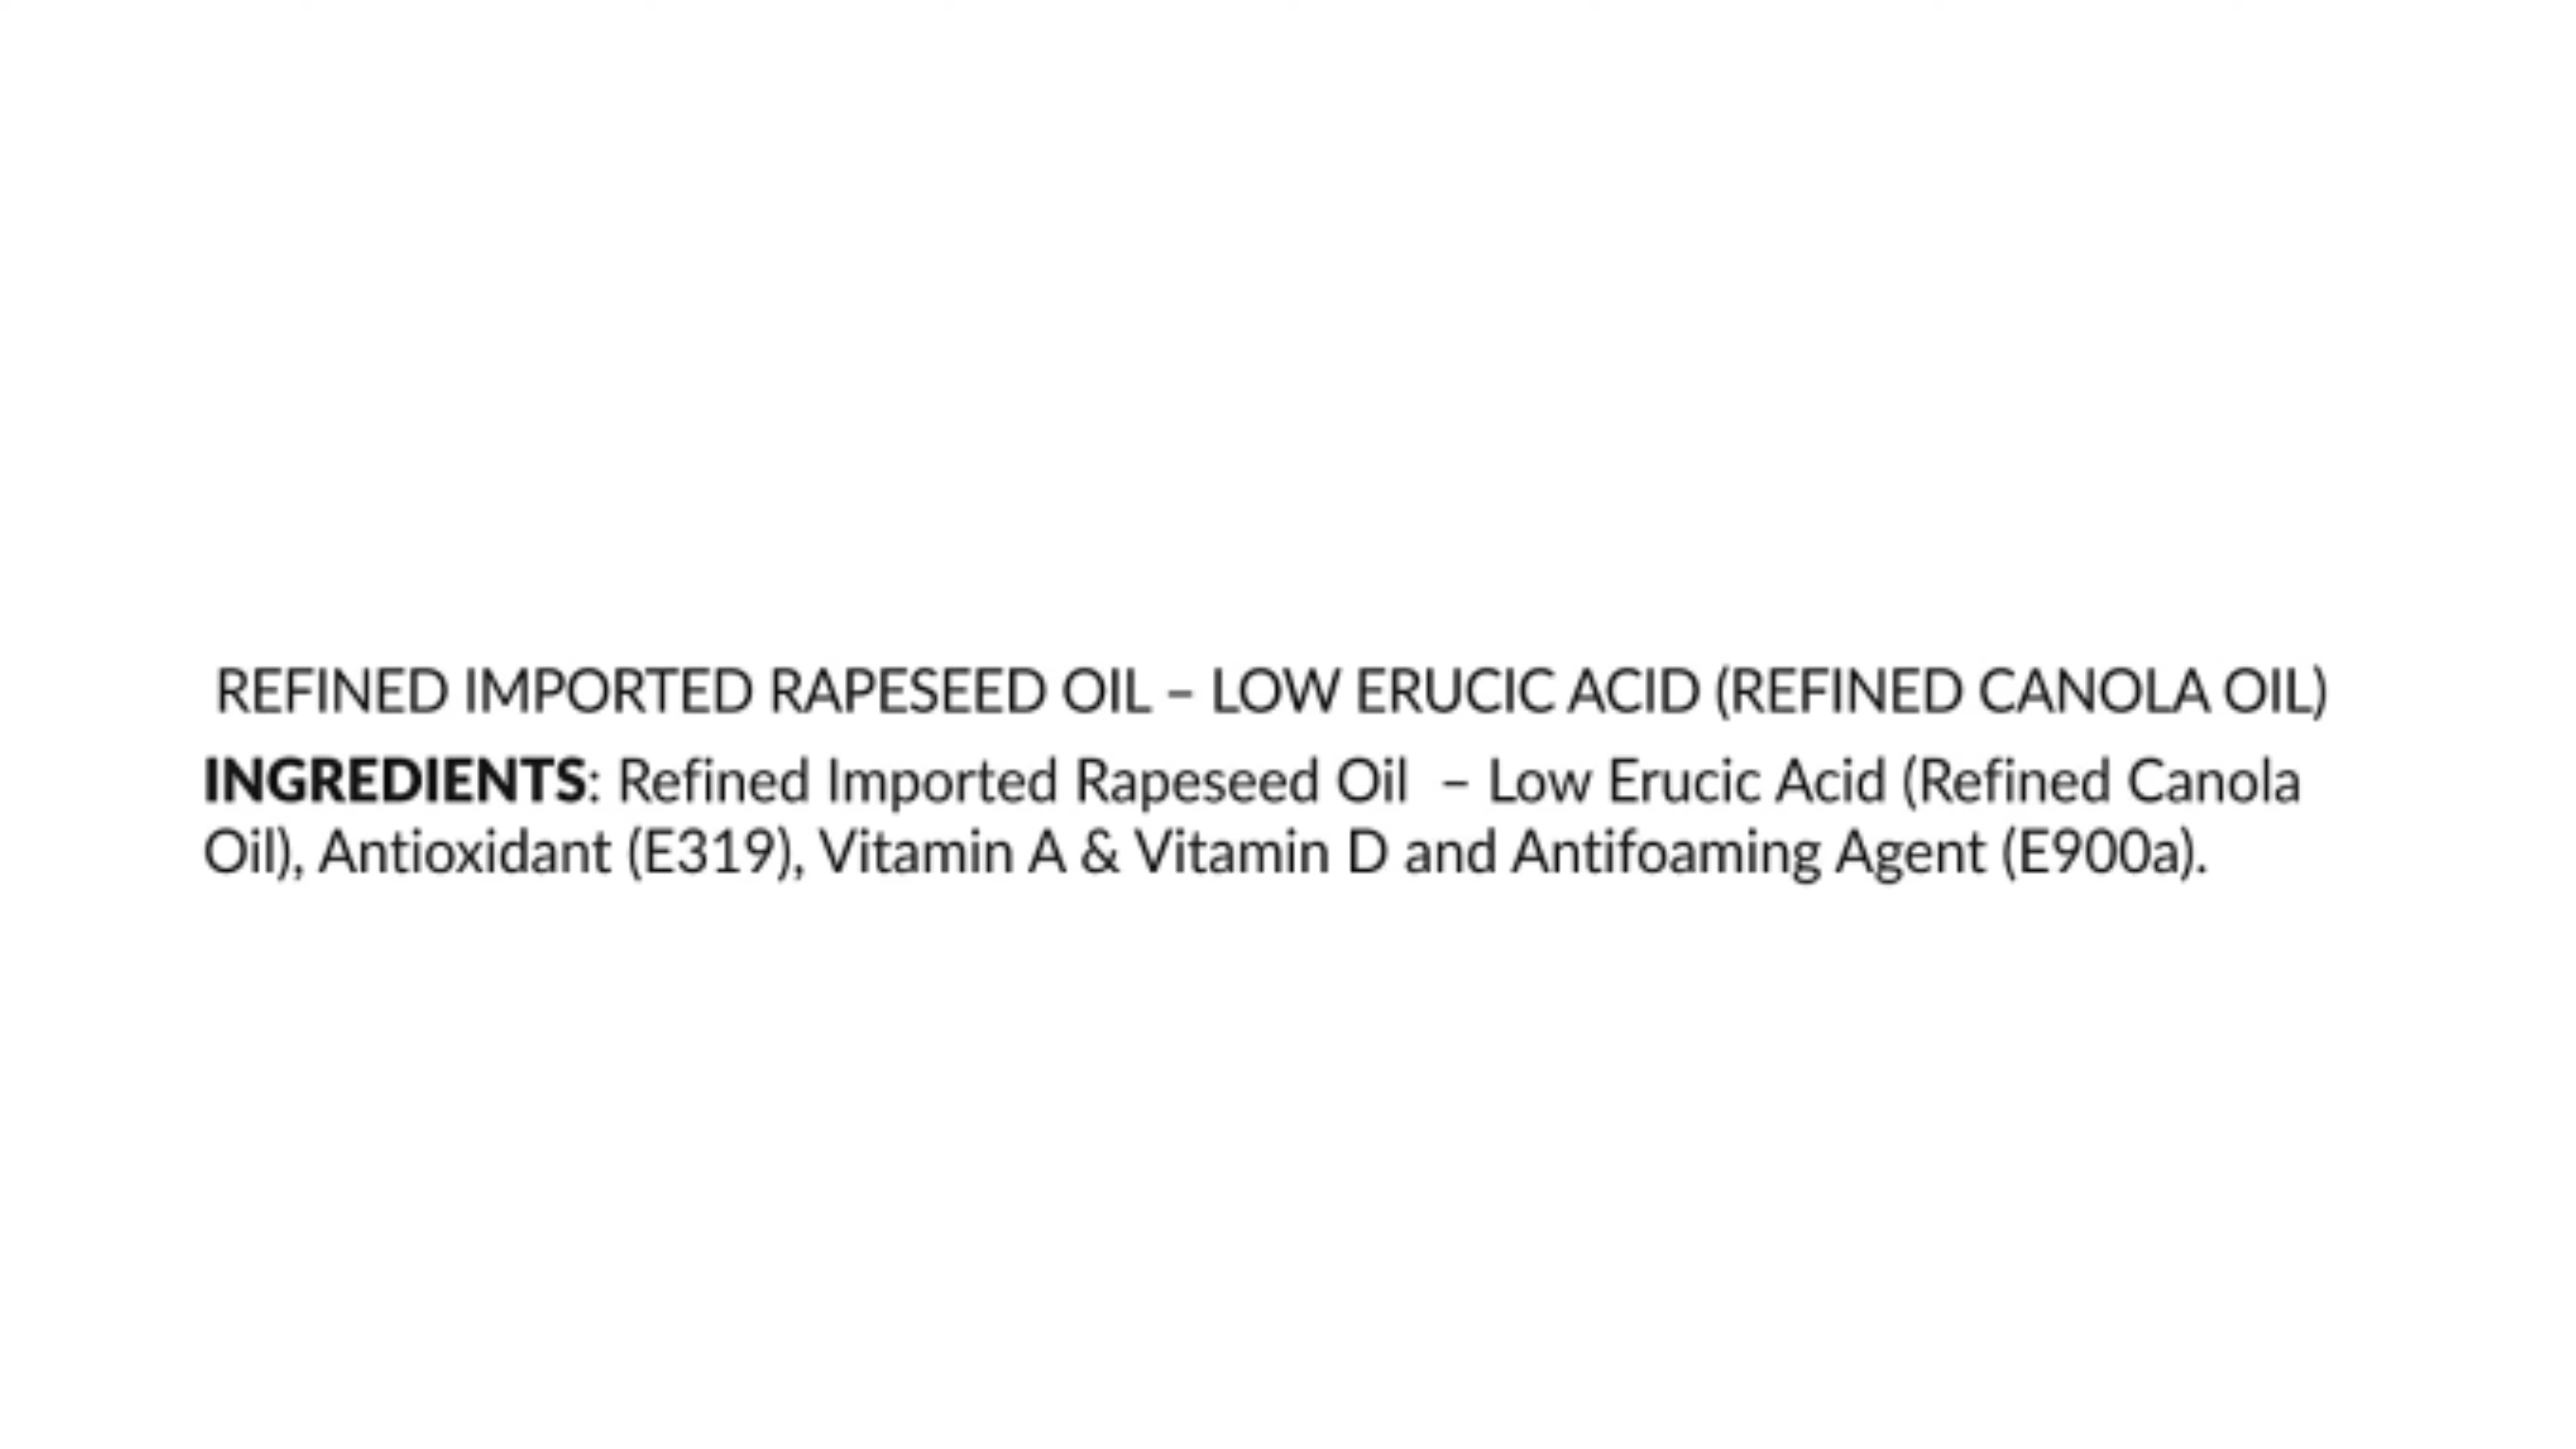 REFINED IMPORTED RAPESEED OIL – LOW ERUCIC ACID (REFINED CANOLA OIL)
INGREDIENTS: Refined Imported Rapeseed Oil – Low Erucic Acid (Refined Canola
Oil), Antioxidant (E319), Vitamin A & Vitamin D and Antifoaming Agent (E900a).